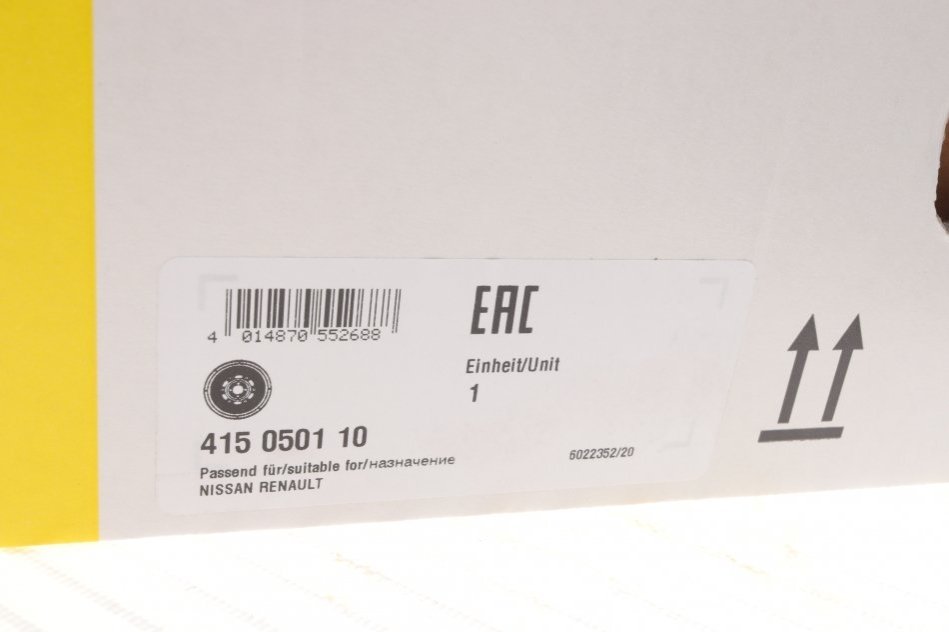 EAC
4 014870 552688
Einheit/Unit
1
415 0501 10
Passend für/suitable for/назначение
NISSAN RENAULT
6022352/20